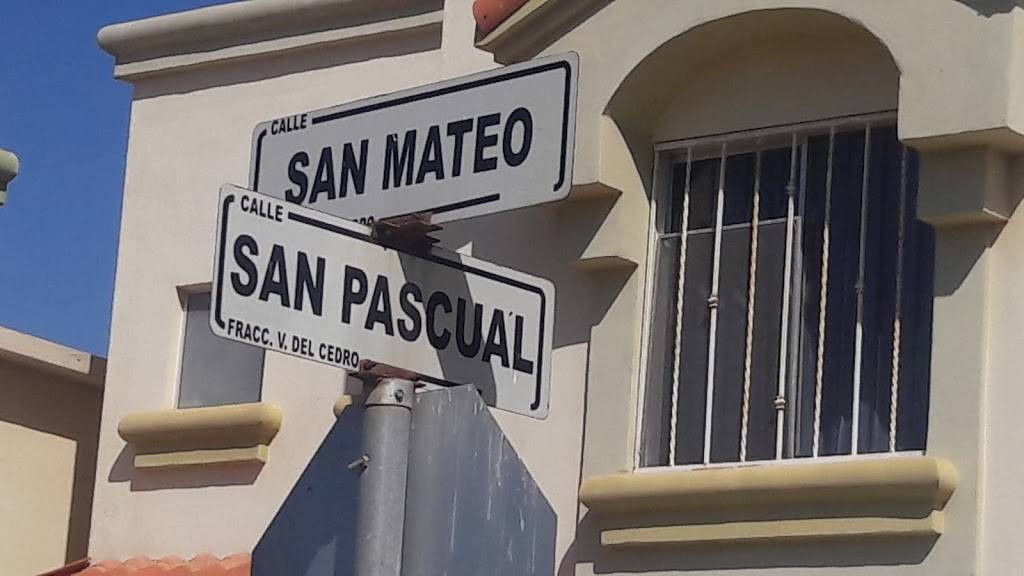 CALLE
SAN MATEO
CALLE
SAN PASCUAL
FRACC. V. DEL CEDRO